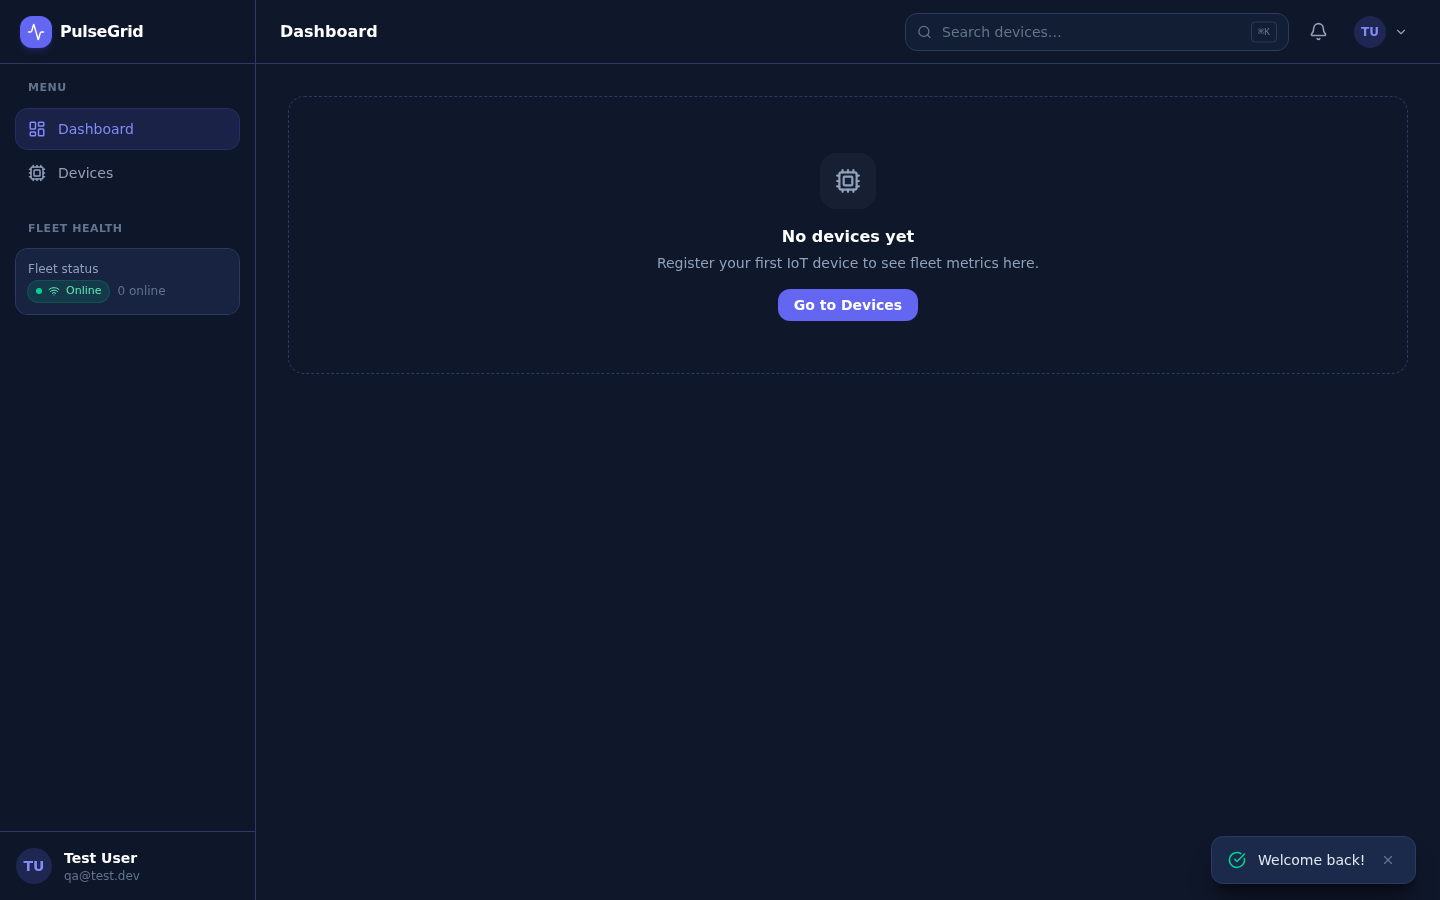 PulseGrid
Dashboard
Search devices...
⌘K
TU
MENU
Dashboard
Devices
FLEET HEALTH
Fleet status
Online
0 online
No devices yet
Register your first IoT device to see fleet metrics here.
Go to Devices
TU
Test User
qa@test.dev
Welcome back!